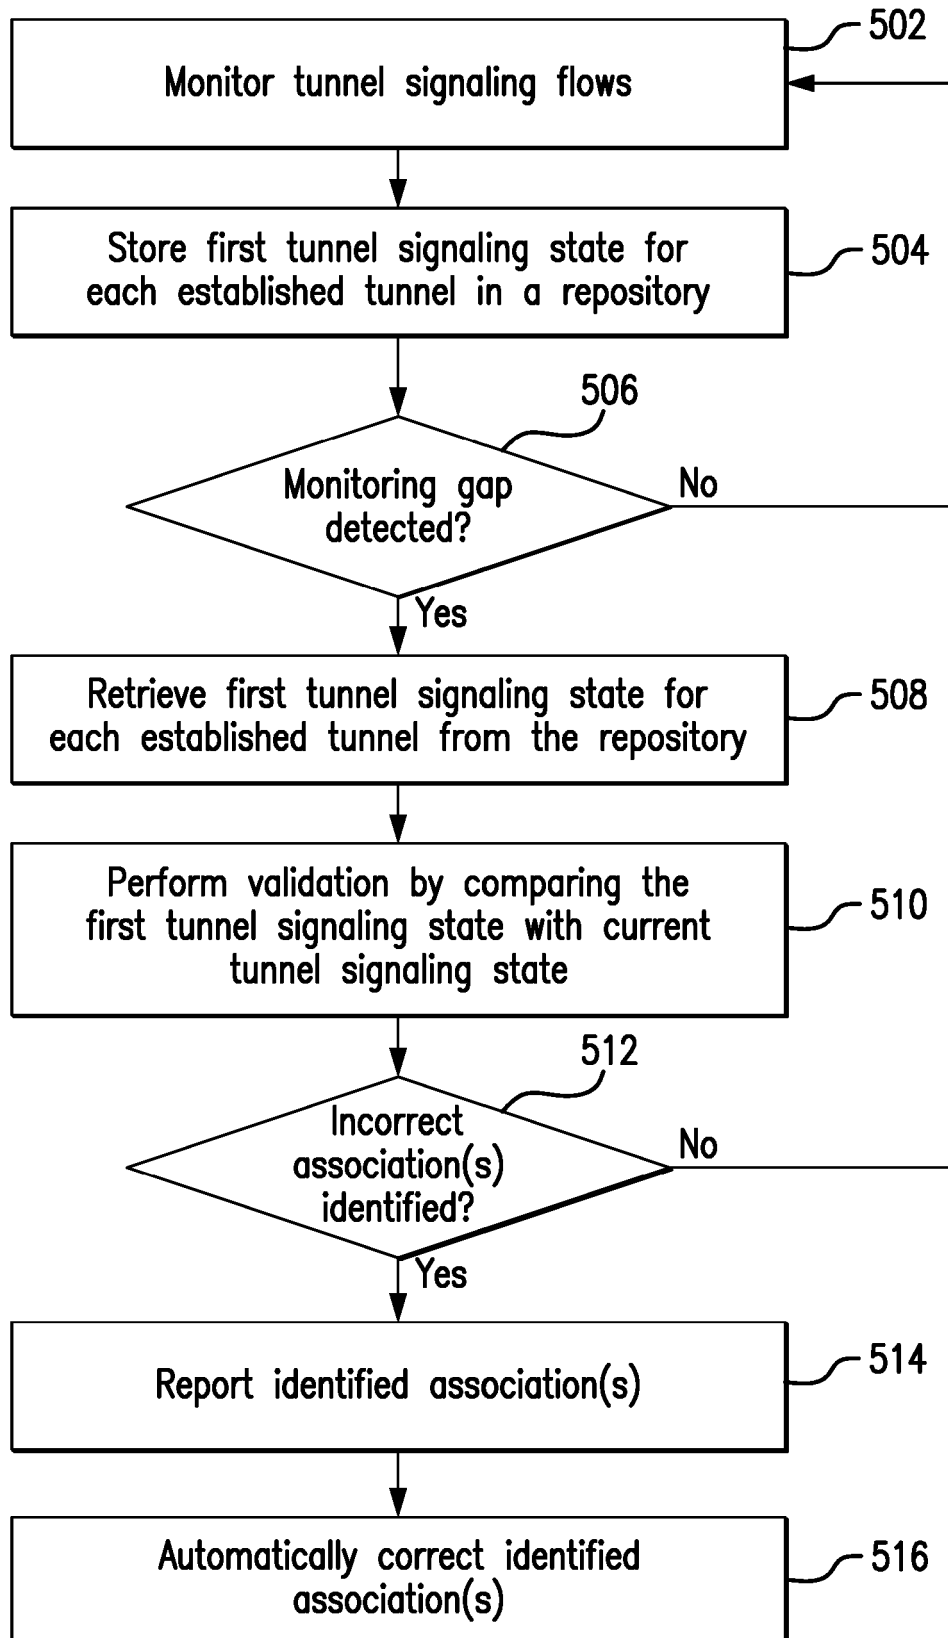 502
Monitor tunnel signaling flows
Store first tunnel signaling state for
each established tunnel in a repository
504
506
Monitoring gap
detected?
No
Yes
Retrieve first tunnel signaling state for
each established tunnel from the repository
508
Perform validation by comparing the
first tunnel signaling state with current
tunnel signaling state
510
512
Incorrect
association(s)
identified?
No
Yes
Report identified association(s)
514
Automatically correct identified
association(s)
516